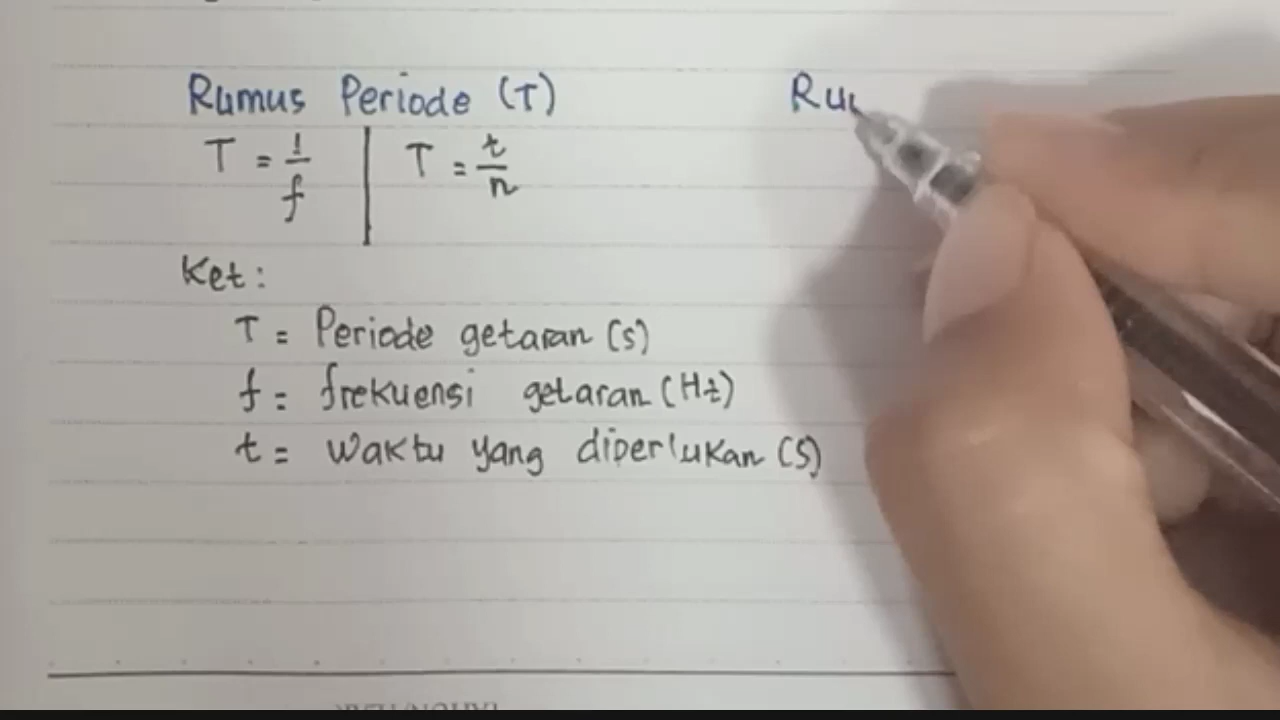 Rumus Periode (T)
T = 1/f | T = t/n
Ket:
T = Periode getaran (s)
f = frekuensi getaran (Hz)
t = waktu yang diperlukan (s)
Ru